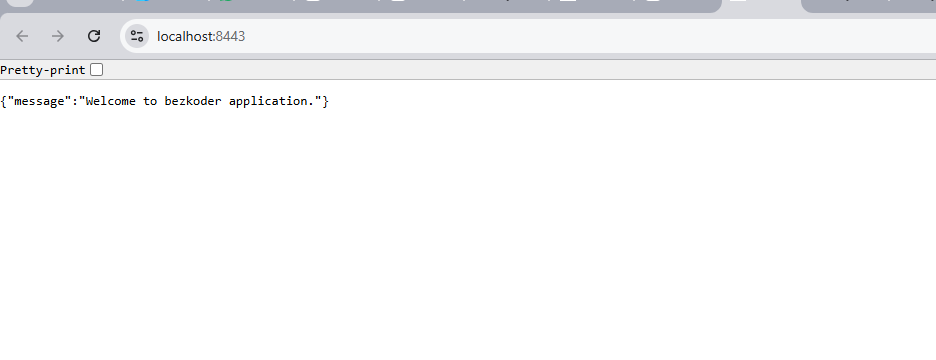 localhost:8443
Pretty-print
{"message":"Welcome to bezkoder application."}